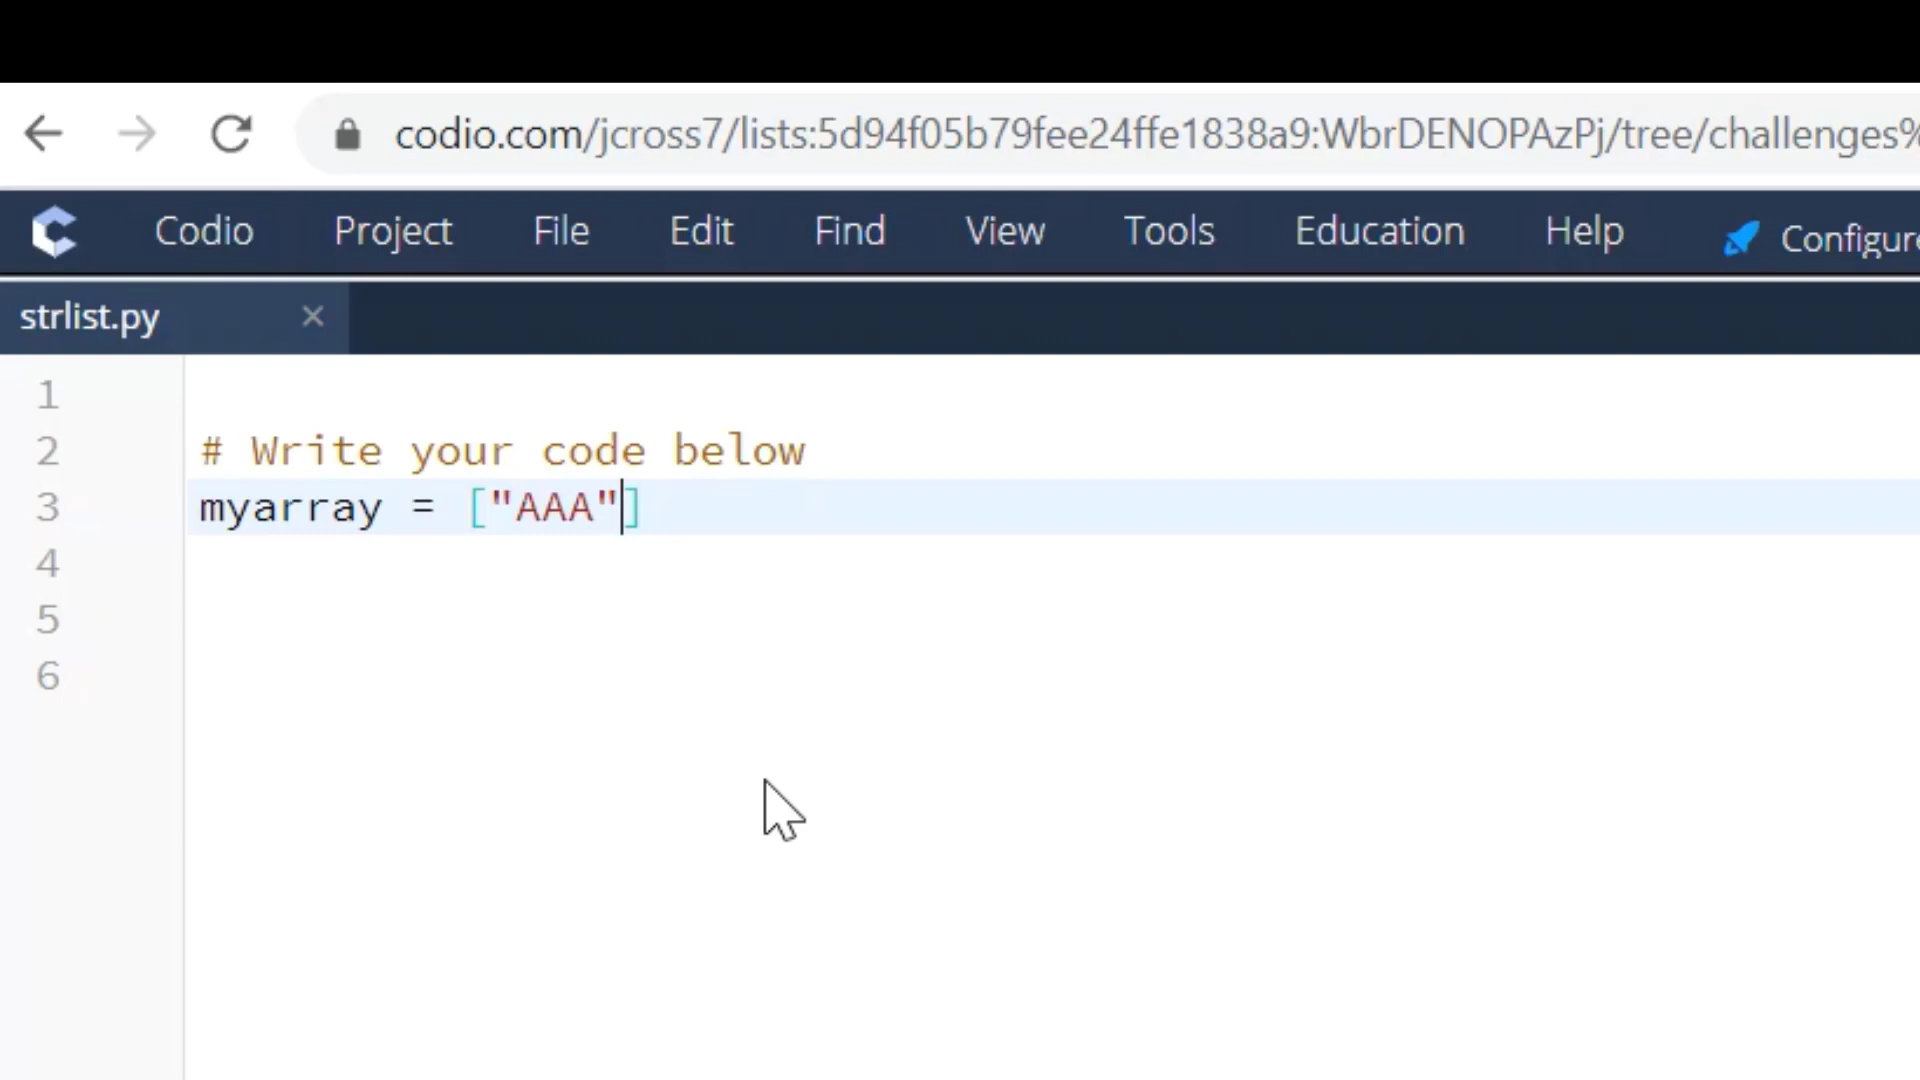 codio.com/jcross7/lists:5d94f05b79fee24ffe1838a9:WbrDENOPAzPj/tree/challenges%
Codio Project File Edit Find View Tools Education Help Configure
strlist.py ×
1
2 # Write your code below
3 myarray = ["AAA"]
4
5
6